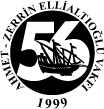 AHMET - ZERRİN ELLİALTIOĞLU VAKFI
56
1999